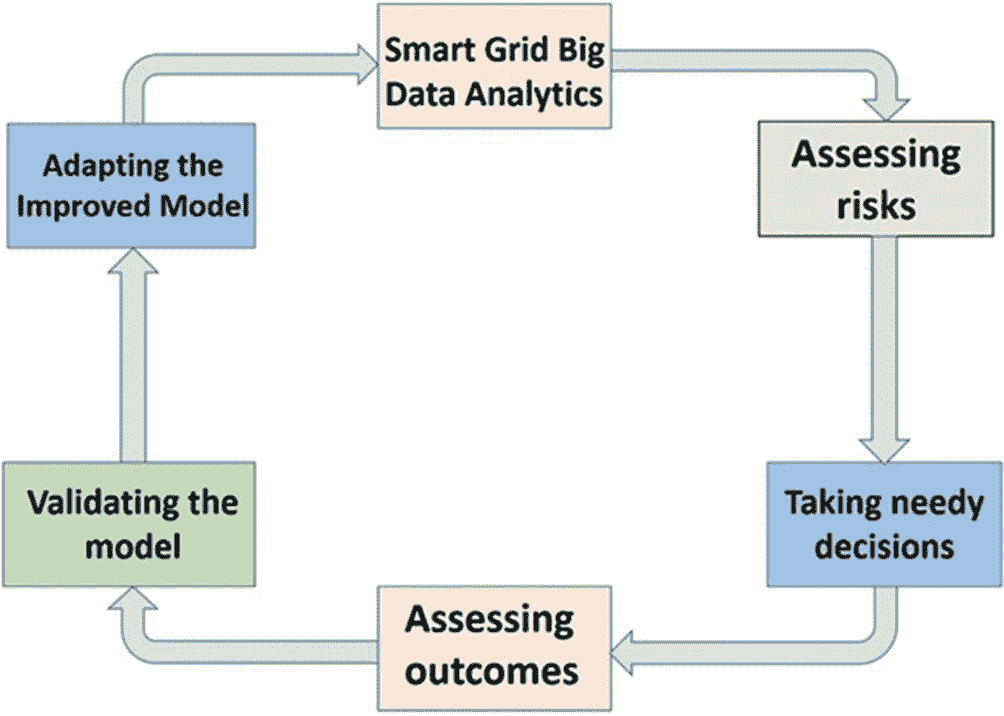 Smart Grid Big
Data Analytics
Assessing
risks
Taking needy
decisions
Assessing
outcomes
Validating the
model
Adapting the
Improved Model